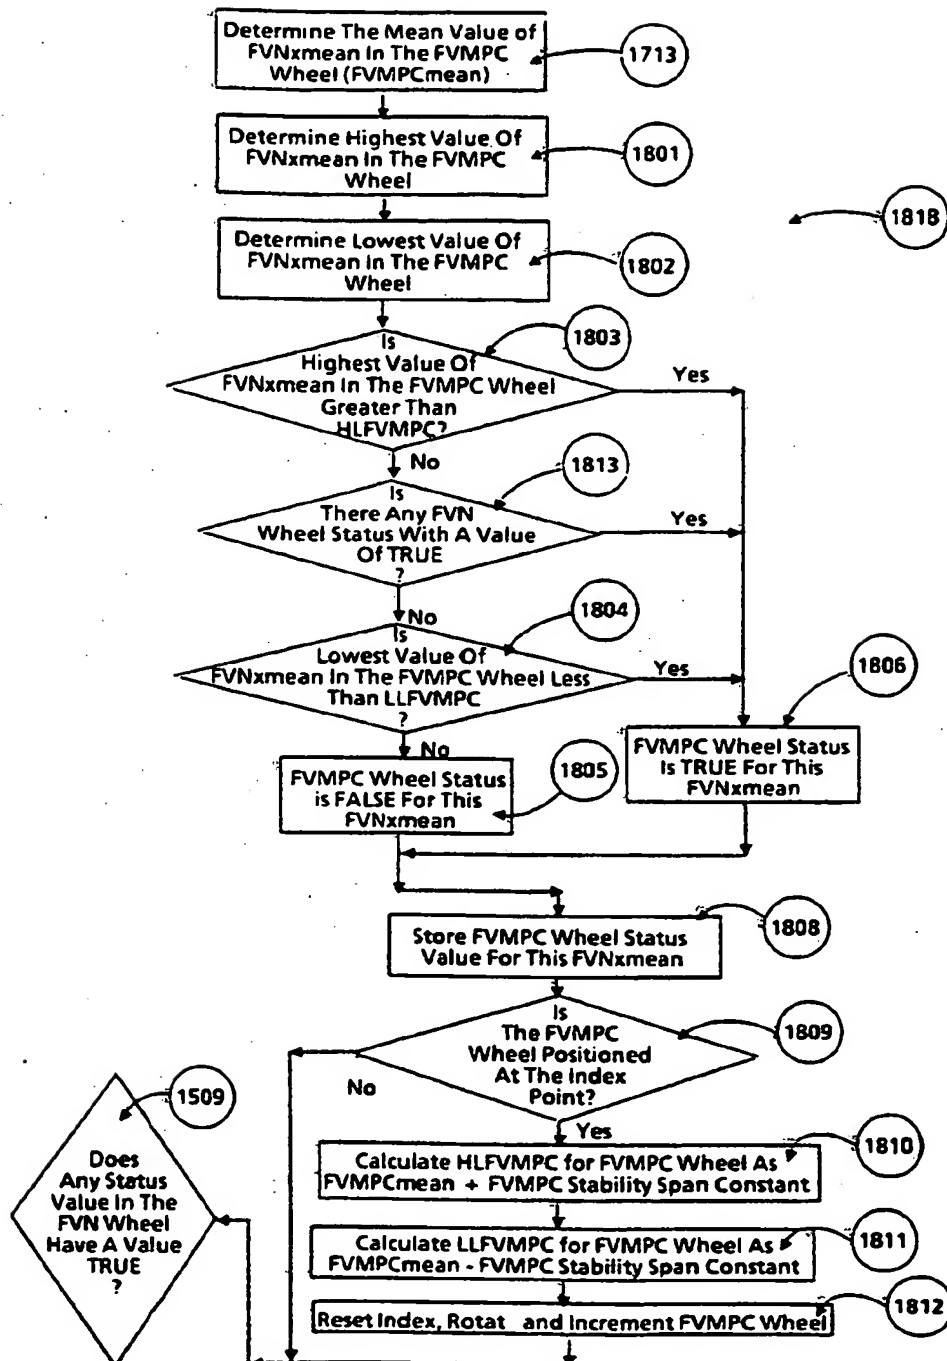 Determine The Mean Value of
FVNxmean In The FVMPC
Wheel (FVMPCmean)
1713
Determine Highest Value Of
FVNxmean In The FVMPC
Wheel
1801
1818
Determine Lowest Value Of
FVNxmean In The FVMPC
Wheel
1802
1803
Is
Highest Value Of
FVNxmean In The FVMPC Wheel
Greater Than
HLFVMPC?
Yes
No
1813
Is
There Any FVN
Wheel Status With A Value
Of TRUE
?
Yes
No
1804
Is
Lowest Value Of
FVNxmean In The FVMPC Wheel Less
Than LLFVMPC
?
Yes
No
1806
FVMPC Wheel Status
Is TRUE For This
FVNxmean
1805
FVMPC Wheel Status
is FALSE For This
FVNxmean
1808
Store FVMPC Wheel Status
Value For This FVNxmean
1809
Is
The FVMPC
Wheel Positioned
At The Index
Point?
No
Yes
1509
Does
Any Status
Value In The
FVN Wheel
Have A Value
TRUE
?
1810
Calculate HLFVMPC for FVMPC Wheel As
FVMPCmean + FVMPC Stability Span Constant
1811
Calculate LLFVMPC for FVMPC Wheel As
FVMPCmean - FVMPC Stability Span Constant
1812
Reset Index, Rotat and Increment FVMPC Wheel